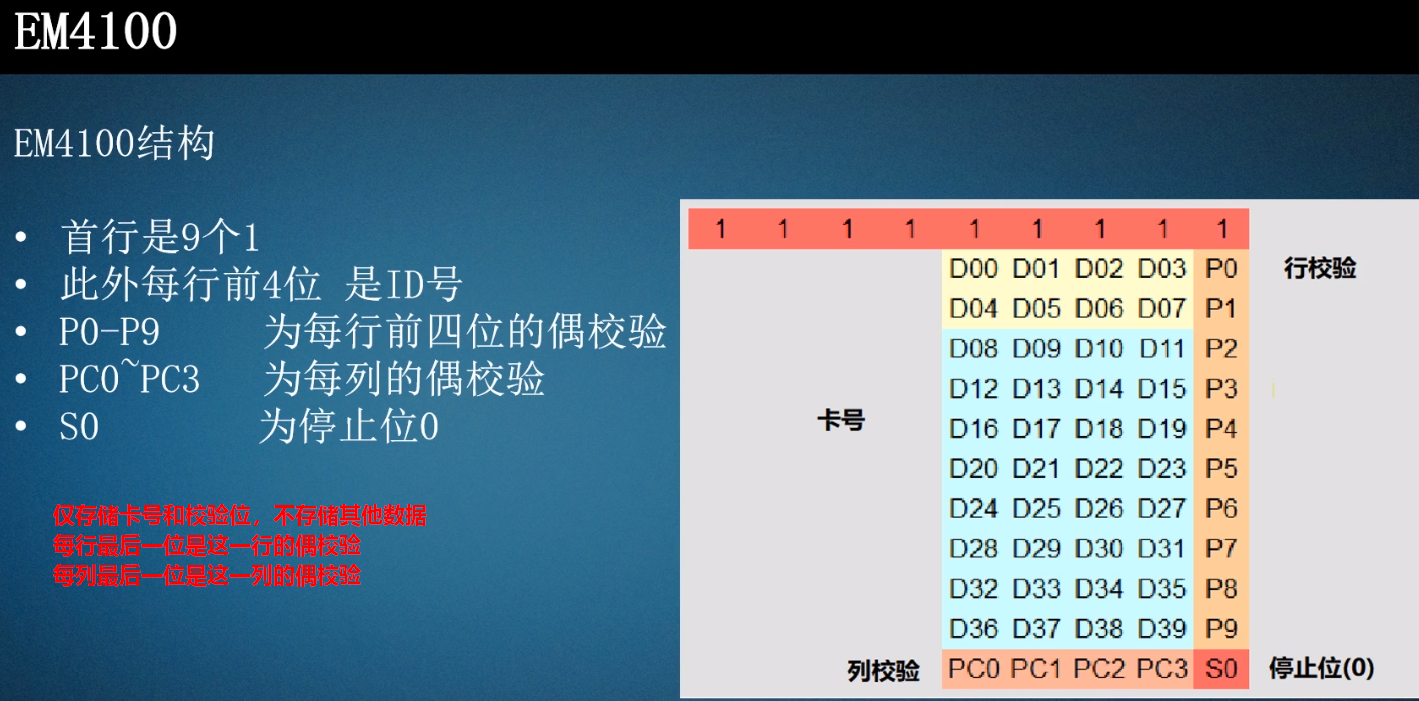 EM4100
EM4100结构
• 首行是9个1
• 此外每行前4位 是ID号
• P0-P9 为每行前四位的偶校验
• PC0~PC3 为每列的偶校验
• S0 为停止位0
仅存储卡号和校验位，不存储其他数据
每行最后一位是这一行的偶校验
每列最后一位是这一列的偶校验
1 1 1 1 1 1 1 1 1
D00 D01 D02 D03 P0 行校验
D04 D05 D06 D07 P1
D08 D09 D10 D11 P2
D12 D13 D14 D15 P3
卡号 D16 D17 D18 D19 P4
D20 D21 D22 D23 P5
D24 D25 D26 D27 P6
D28 D29 D30 D31 P7
D32 D33 D34 D35 P8
D36 D37 D38 D39 P9
列校验 PC0 PC1 PC2 PC3 S0 停止位(0)